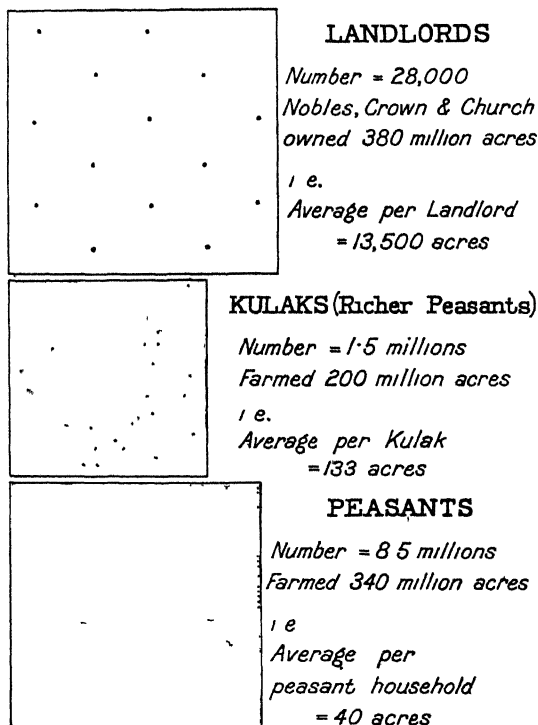 LANDLORDS
Number = 28,000
Nobles, Crown & Church
owned 380 million acres
i e.
Average per Landlord
= 13,500 acres
KULAKS (Richer Peasants)
Number = 1·5 millions
Farmed 200 million acres
i e.
Average per Kulak
= 133 acres
PEASANTS
Number = 8 5 millions
Farmed 340 million acres
i e
Average per
peasant household
= 40 acres